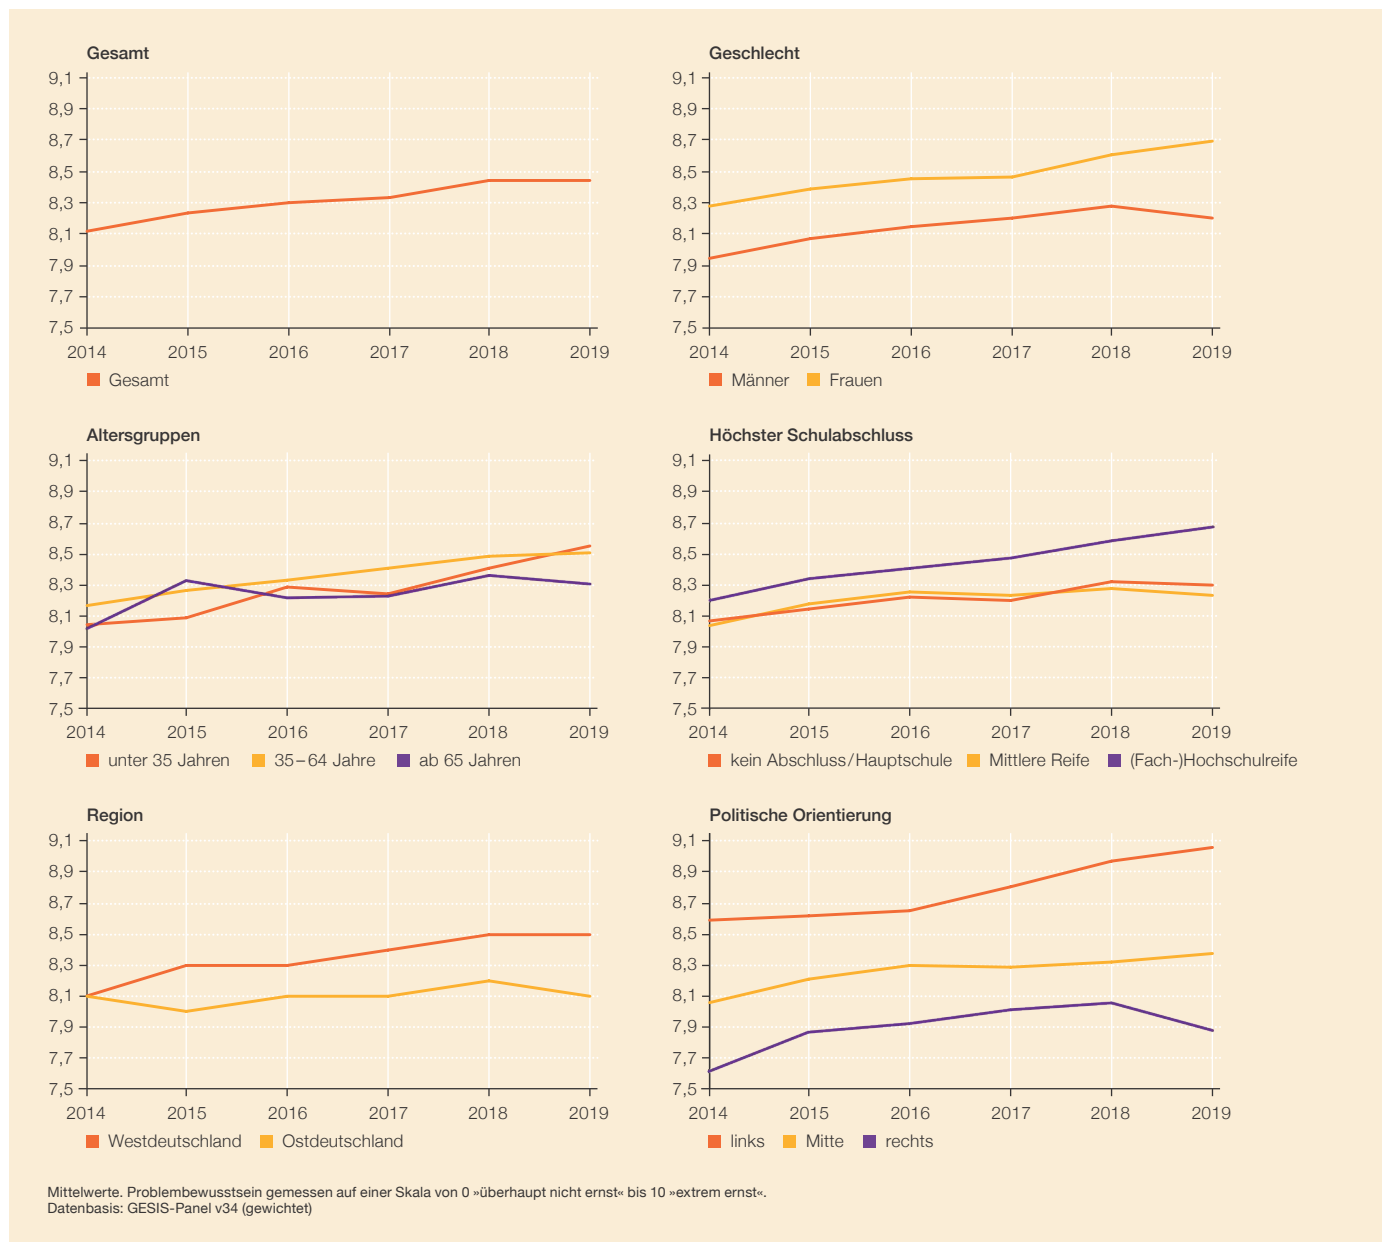 Gesamt
9,1
8,9
8,7
8,5
8,3
8,1
7,9
7,7
7,5
2014 2015 2016 2017 2018 2019
Gesamt
Geschlecht
9,1
8,9
8,7
8,5
8,3
8,1
7,9
7,7
7,5
2014 2015 2016 2017 2018 2019
Männer Frauen
Altersgruppen
9,1
8,9
8,7
8,5
8,3
8,1
7,9
7,7
7,5
2014 2015 2016 2017 2018 2019
unter 35 Jahren 35–64 Jahre ab 65 Jahren
Höchster Schulabschluss
9,1
8,9
8,7
8,5
8,3
8,1
7,9
7,7
7,5
2014 2015 2016 2017 2018 2019
kein Abschluss/Hauptschule Mittlere Reife (Fach-)Hochschulreife
Region
9,1
8,9
8,7
8,5
8,3
8,1
7,9
7,7
7,5
2014 2015 2016 2017 2018 2019
Westdeutschland Ostdeutschland
Politische Orientierung
9,1
8,9
8,7
8,5
8,3
8,1
7,9
7,7
7,5
2014 2015 2016 2017 2018 2019
links Mitte rechts
Mittelwerte. Problembewusstsein gemessen auf einer Skala von 0 »überhaupt nicht ernst« bis 10 »extrem ernst«.
Datenbasis: GESIS-Panel v34 (gewichtet)